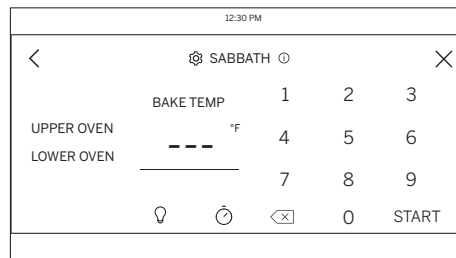 12:30 PM
SABBATH
BAKE TEMP
--- °F
UPPER OVEN
LOWER OVEN
1 2 3
4 5 6
7 8 9
0 START